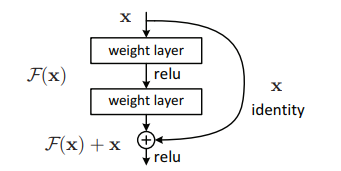 x
weight layer
F(x)
relu
x
weight layer
identity
F(x) + x
relu